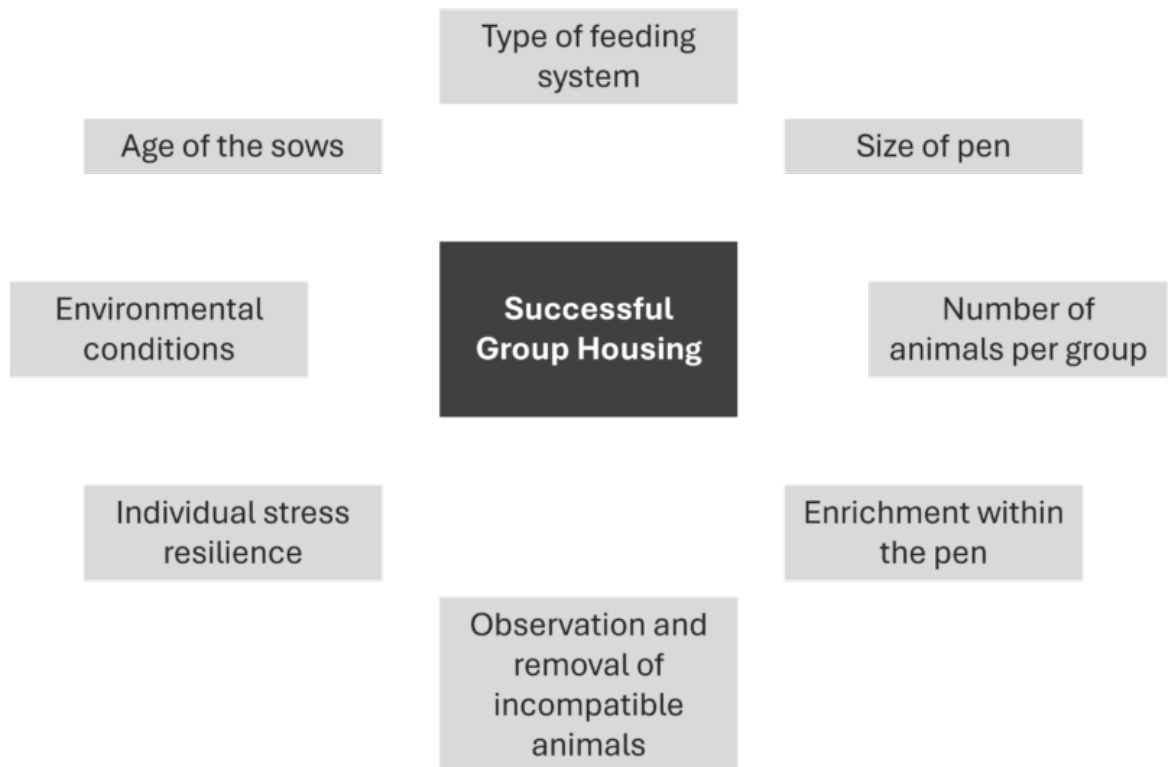 Type of feeding
system
Age of the sows
Size of pen
Environmental
conditions
Successful
Group Housing
Number of
animals per group
Individual stress
resilience
Enrichment within
the pen
Observation and
removal of
incompatible
animals